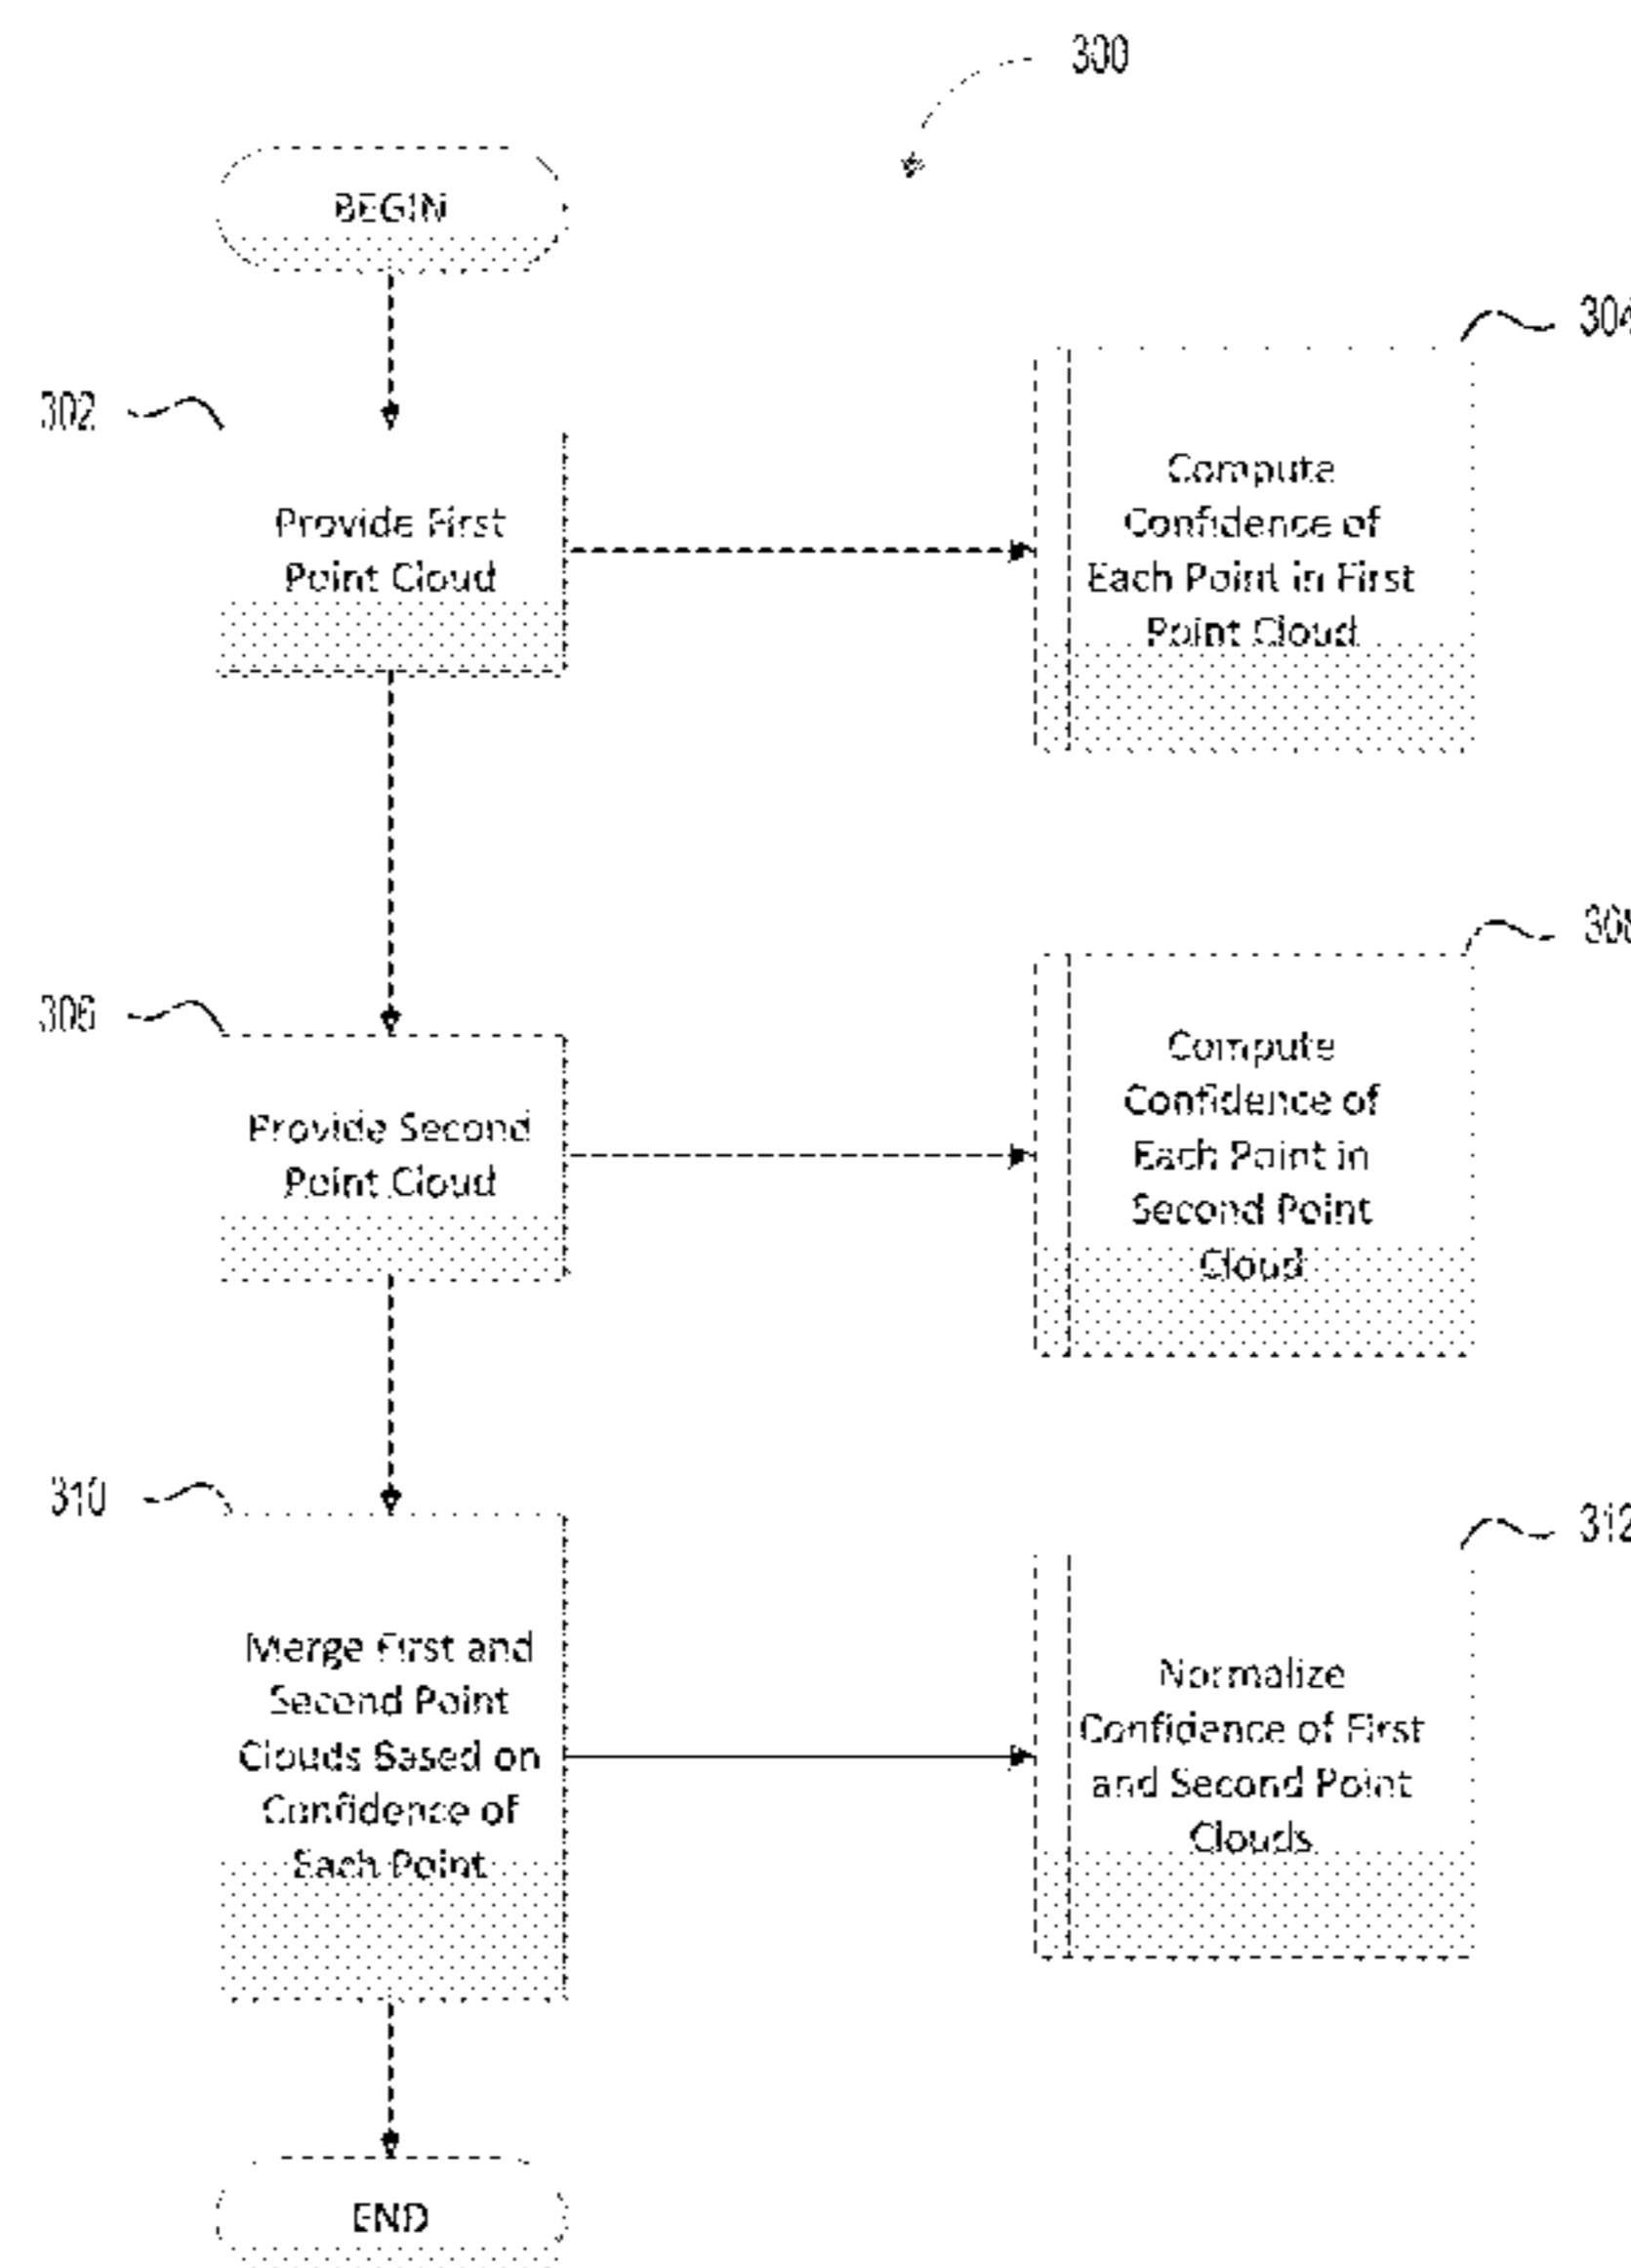 300
BEGIN
304
302
Provide First
Point Cloud
Compute
Confidence of
Each Point in First
Point Cloud
308
306
Provide Second
Point Cloud
Compute
Confidence of
Each Point in
Second Point
Cloud
310
312
Merge First and
Second Point
Clouds Based on
Confidence of
Each Point
Normalize
Confidence of First
and Second Point
Clouds
END